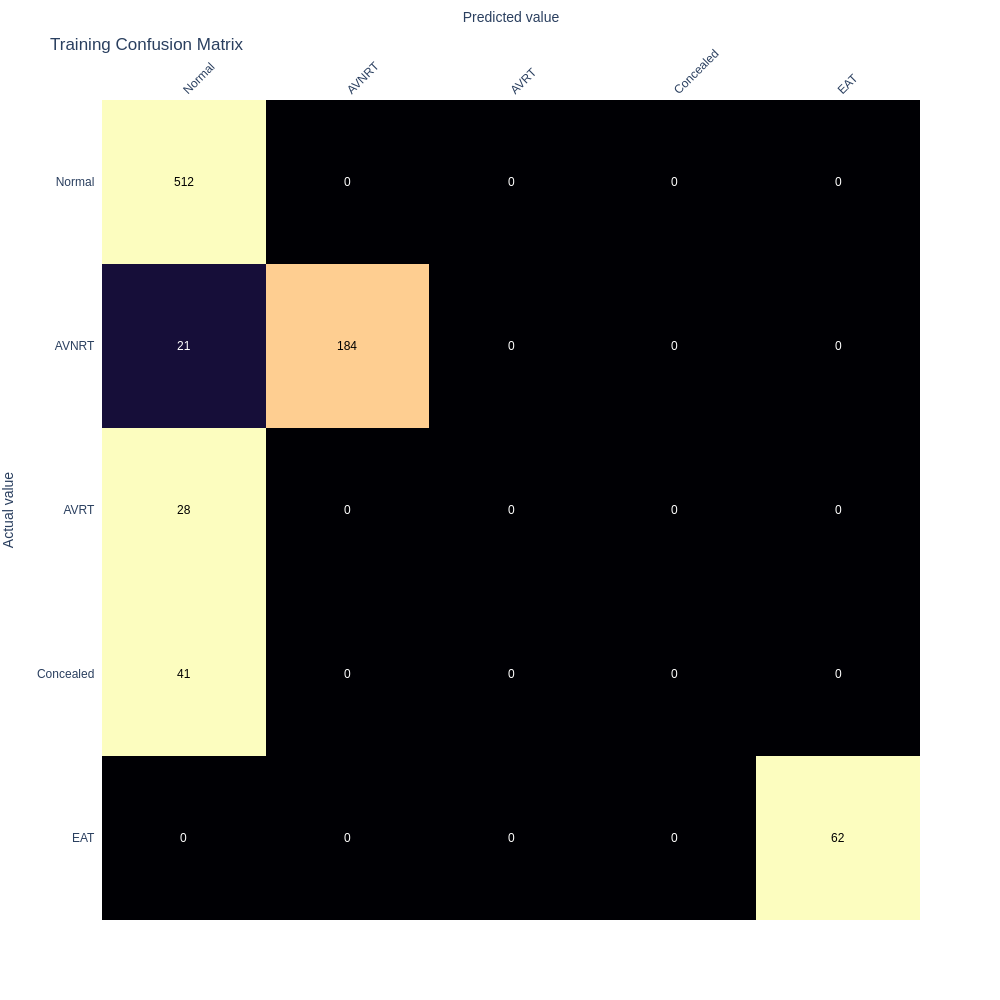 Predicted value
Training Confusion Matrix
Normal AVNRT AVRT Concealed EAT
Normal 512 0 0 0 0
AVNRT 21 184 0 0 0
AVRT 28 0 0 0 0
Actual value
Concealed 41 0 0 0 0
EAT 0 0 0 0 62